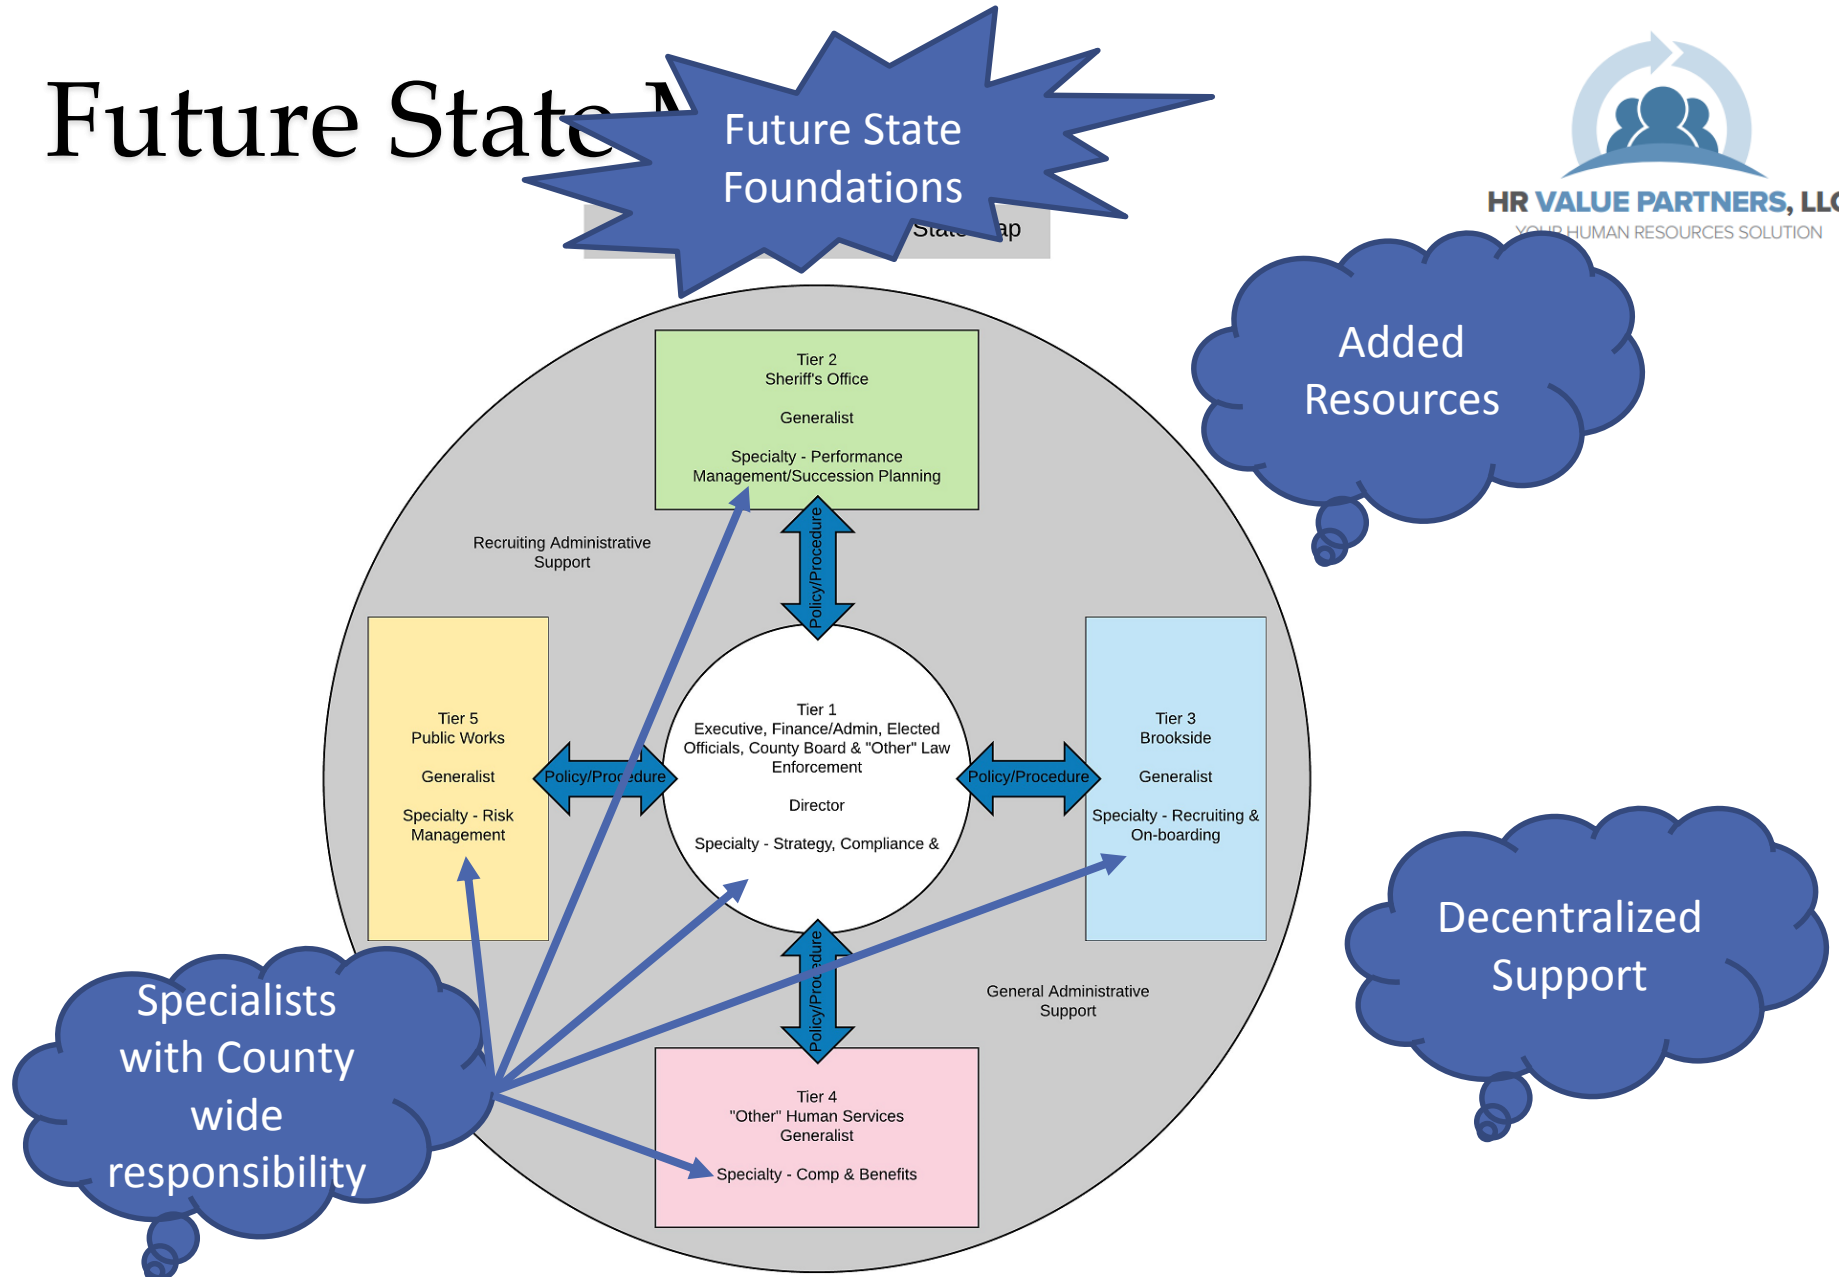 Future State
Future State
Foundations
HR VALUE PARTNERS, LLC
YOUR HUMAN RESOURCES SOLUTION
Added
Resources
Tier 2
Sheriff's Office
Generalist
Specialty - Performance
Management/Succession Planning
Recruiting Administrative
Support
Policy/Procedure
Tier 5
Public Works
Generalist
Specialty - Risk
Management
Policy/Procedure
Tier 1
Executive, Finance/Admin, Elected
Officials, County Board & "Other" Law
Enforcement
Director
Specialty - Strategy, Compliance &
Policy/Procedure
Tier 3
Brookside
Generalist
Specialty - Recruiting &
On-boarding
Policy/Procedure
General Administrative
Support
Decentralized
Support
Specialists
with County
wide
responsibility
Tier 4
"Other" Human Services
Generalist
Specialty - Comp & Benefits